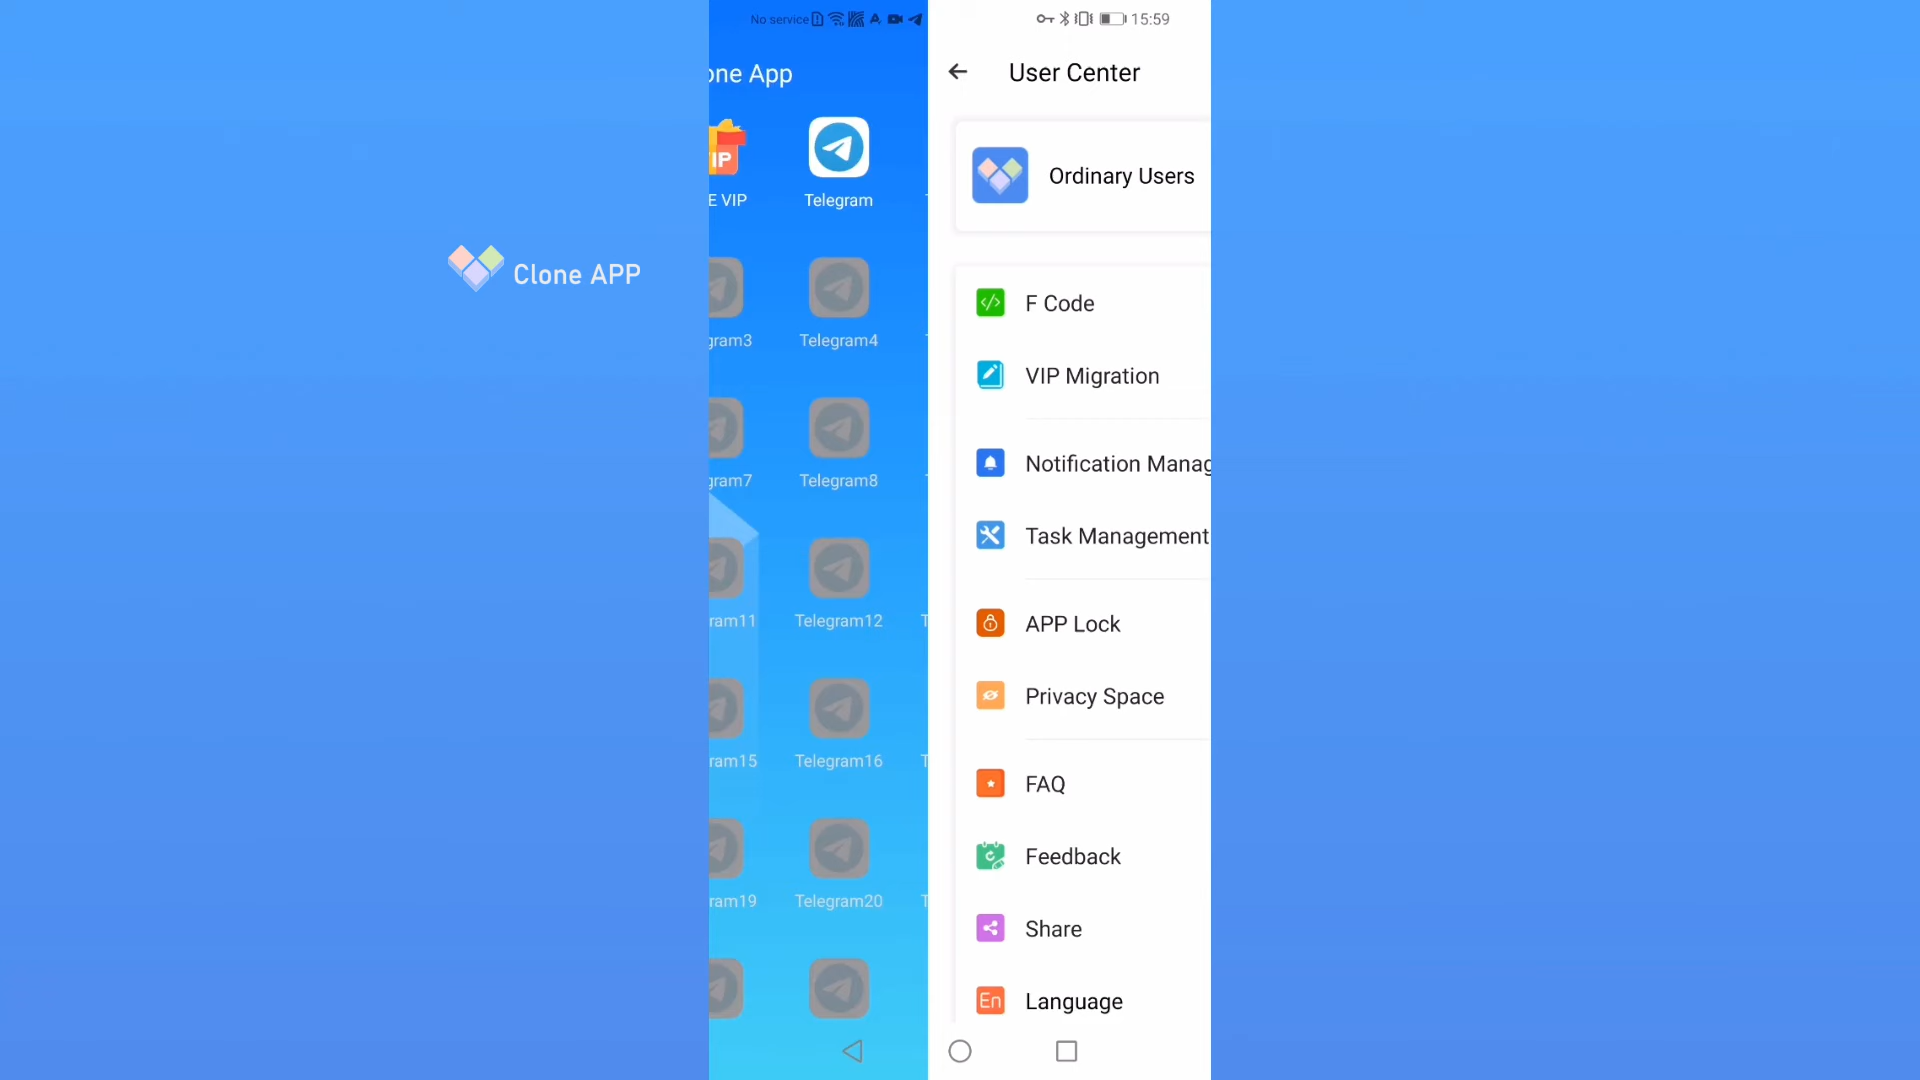 No service
15:59
one App
User Center
IP
E VIP
Telegram
Ordinary Users
Clone APP
gram3
Telegram4
F Code
VIP Migration
gram7
Telegram8
Notification Manag
Task Management
ram11
Telegram12
T
APP Lock
Privacy Space
ram15
Telegram16
T
FAQ
Feedback
ram19
Telegram20
T
Share
En
Language